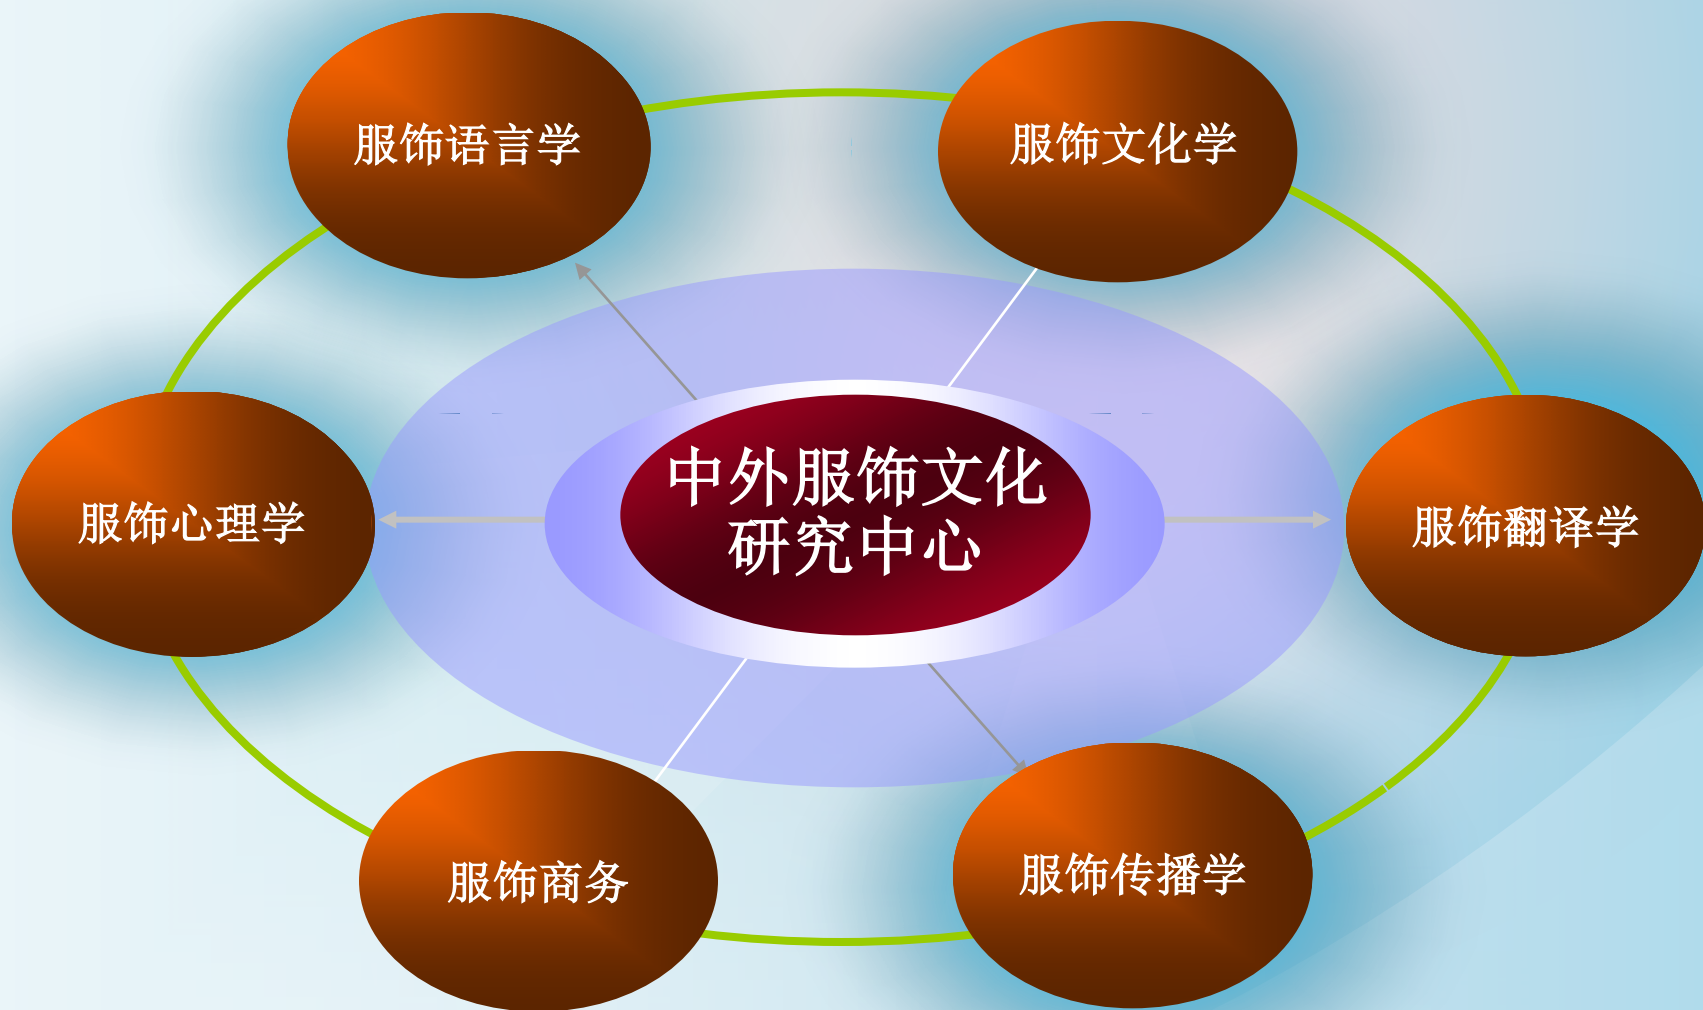 服饰语言学
服饰文化学
中外服饰文化
研究中心
服饰心理学
服饰翻译学
服饰商务
服饰传播学